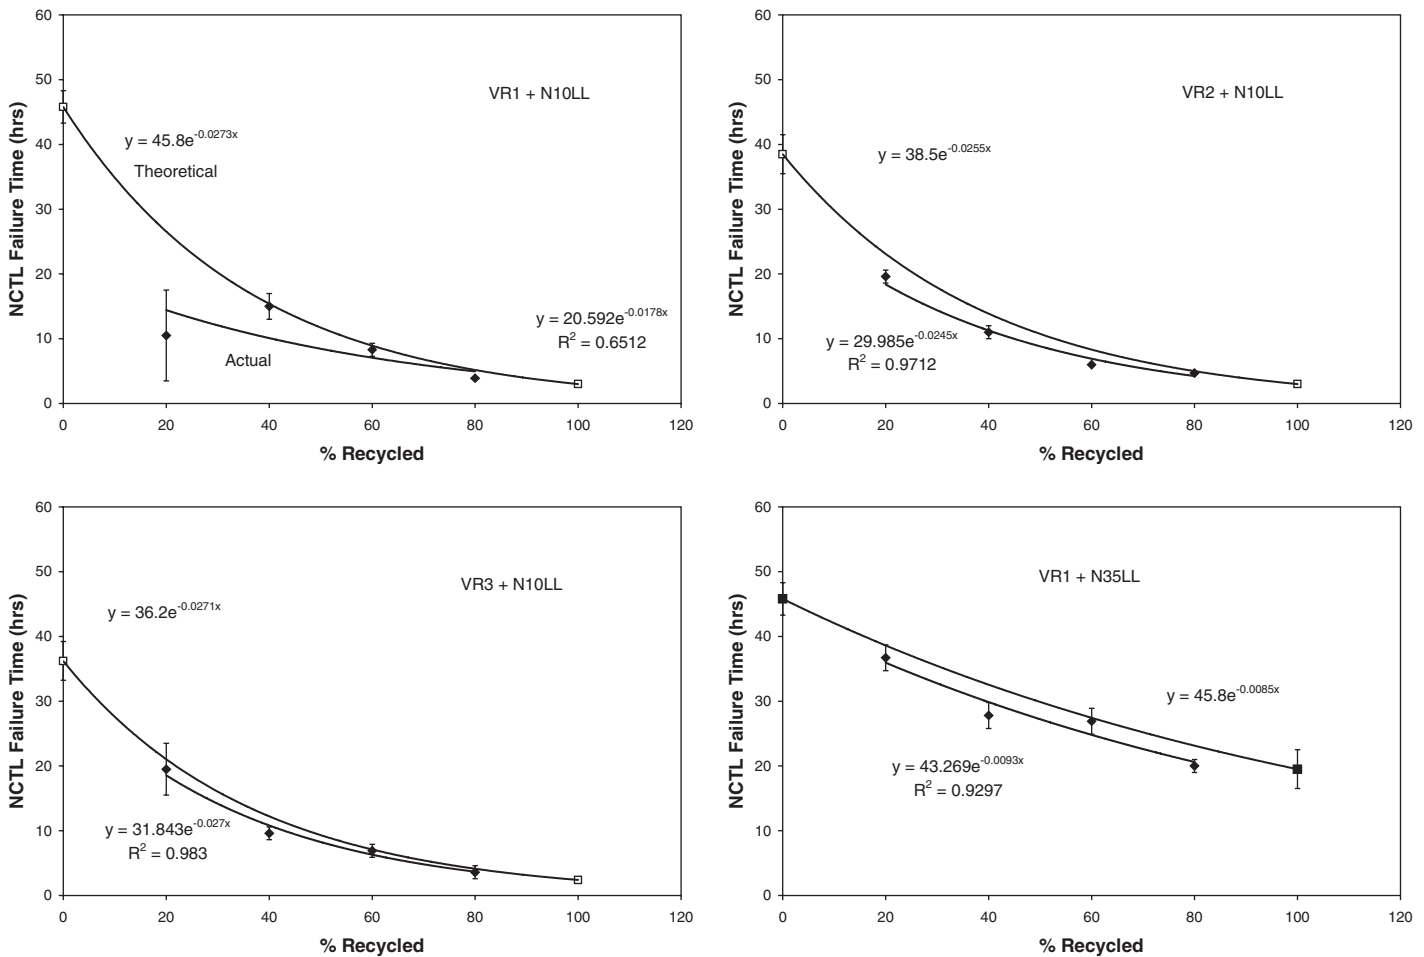 VR1 + N10LL
y = 45.8e^-0.0273x
Theoretical
y = 20.592e^-0.0178x
R² = 0.6512
Actual
NCTL Failure Time (hrs)
60
50
40
30
20
10
0
0 20 40 60 80 100 120
% Recycled
VR2 + N10LL
y = 38.5e^-0.0255x
y = 29.985e^-0.0245x
R² = 0.9712
NCTL Failure Time (hrs)
60
50
40
30
20
10
0
0 20 40 60 80 100 120
% Recycled
VR3 + N10LL
y = 36.2e^-0.0271x
y = 31.843e^-0.027x
R² = 0.983
NCTL Failure Time (hrs)
60
50
40
30
20
10
0
0 20 40 60 80 100 120
% Recycled
VR1 + N35LL
y = 45.8e^-0.0085x
y = 43.269e^-0.0093x
R² = 0.9297
NCTL Failure Time (hrs)
60
50
40
30
20
10
0
0 20 40 60 80 100 120
% Recycled